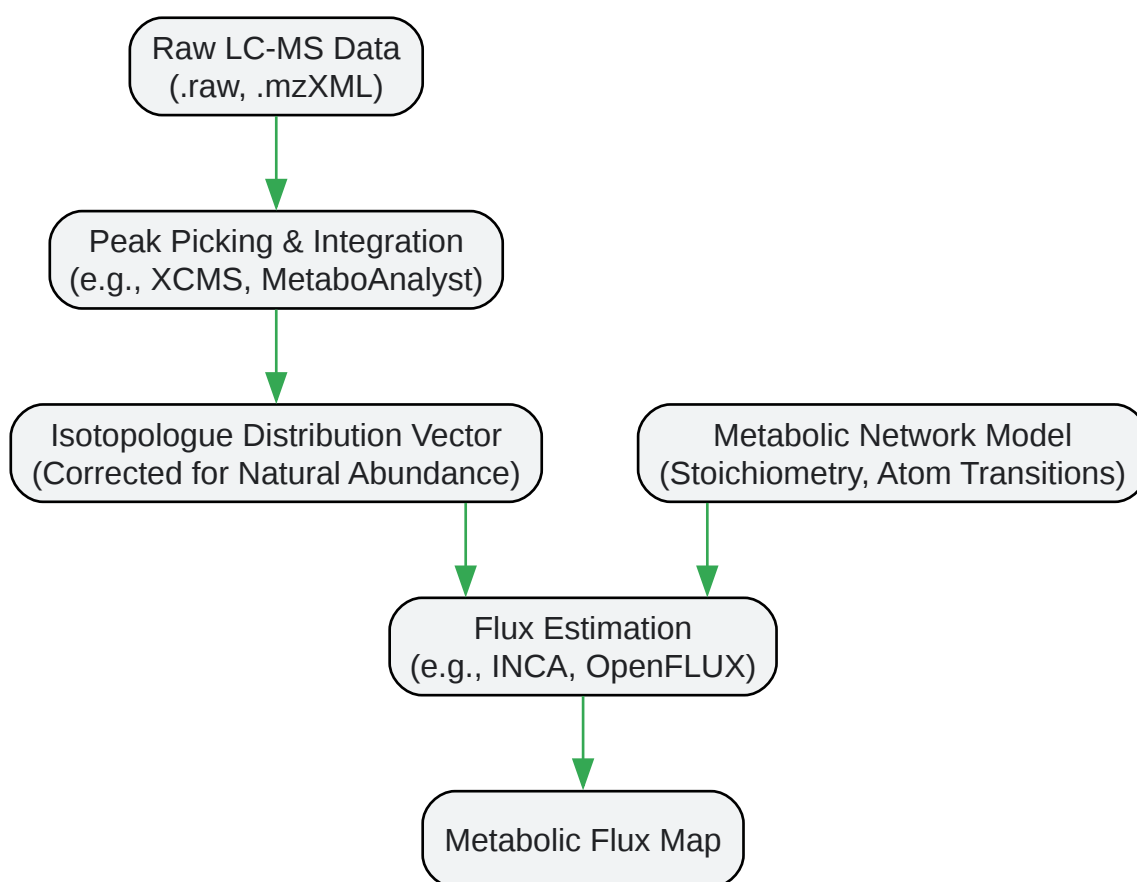 Raw LC-MS Data
(.raw, .mzXML)
Peak Picking & Integration
(e.g., XCMS, MetaboAnalyst)
Isotopologue Distribution Vector
(Corrected for Natural Abundance)
Metabolic Network Model
(Stoichiometry, Atom Transitions)
Flux Estimation
(e.g., INCA, OpenFLUX)
Metabolic Flux Map